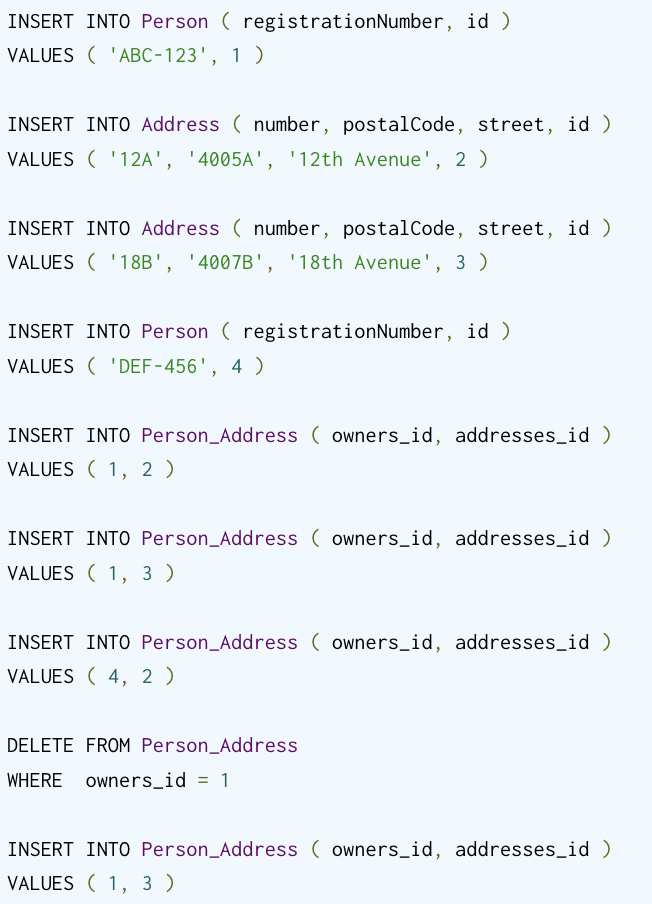 INSERT INTO Person ( registrationNumber, id )
VALUES ( 'ABC-123', 1 )
INSERT INTO Address ( number, postalCode, street, id )
VALUES ( '12A', '4005A', '12th Avenue', 2 )
INSERT INTO Address ( number, postalCode, street, id )
VALUES ( '18B', '4007B', '18th Avenue', 3 )
INSERT INTO Person ( registrationNumber, id )
VALUES ( 'DEF-456', 4 )
INSERT INTO Person_Address ( owners_id, addresses_id )
VALUES ( 1, 2 )
INSERT INTO Person_Address ( owners_id, addresses_id )
VALUES ( 1, 3 )
INSERT INTO Person_Address ( owners_id, addresses_id )
VALUES ( 4, 2 )
DELETE FROM Person_Address
WHERE  owners_id = 1
INSERT INTO Person_Address ( owners_id, addresses_id )
VALUES ( 1, 3 )